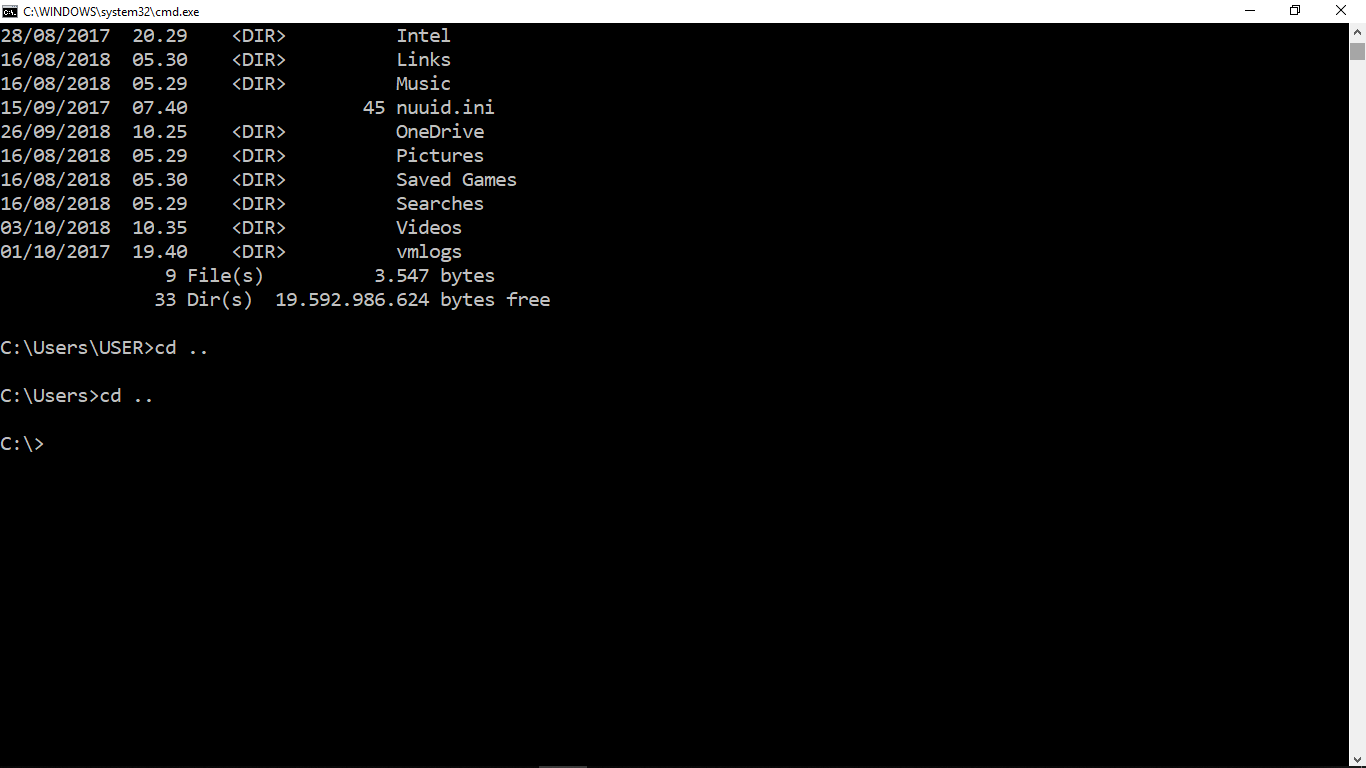 C:\WINDOWS\system32\cmd.exe
28/08/2017  20.29    <DIR>          Intel
16/08/2018  05.30    <DIR>          Links
16/08/2018  05.29    <DIR>          Music
15/09/2017  07.40                45 nuuid.ini
26/09/2018  10.25    <DIR>          OneDrive
16/08/2018  05.29    <DIR>          Pictures
16/08/2018  05.30    <DIR>          Saved Games
16/08/2018  05.29    <DIR>          Searches
03/10/2018  10.35    <DIR>          Videos
01/10/2017  19.40    <DIR>          vmlogs
               9 File(s)          3.547 bytes
              33 Dir(s)  19.592.986.624 bytes free
C:\Users\USER>cd ..
C:\Users>cd ..
C:\>